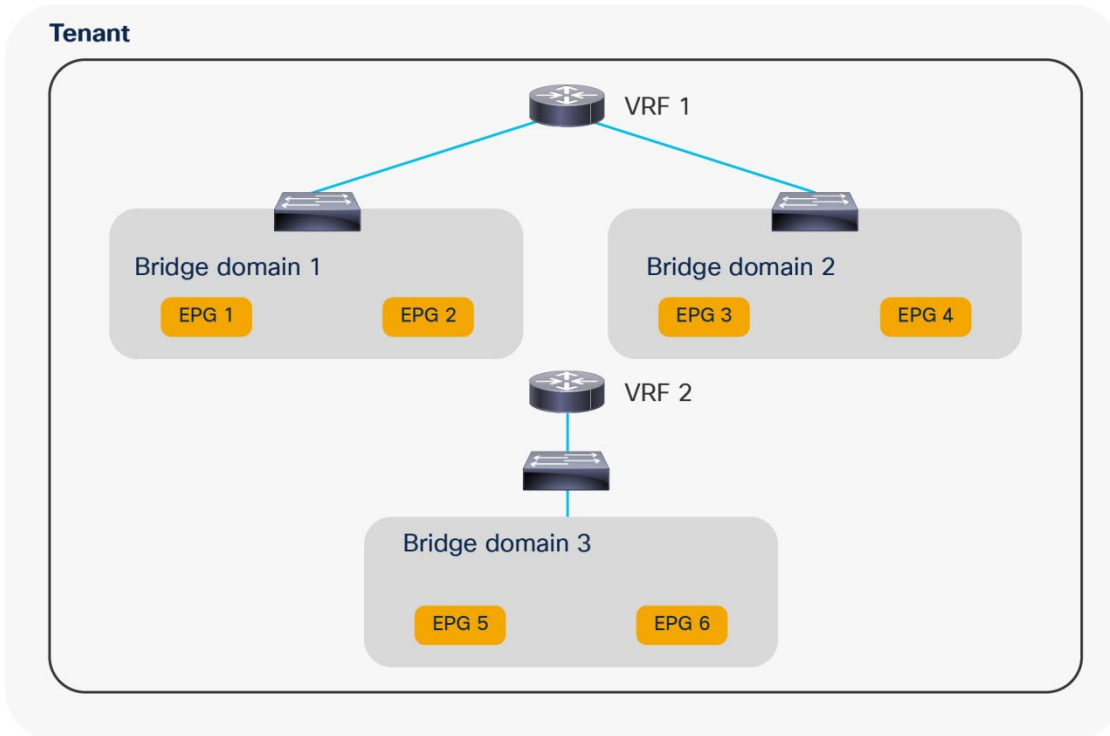 Tenant
VRF 1
Bridge domain 1
EPG 1
EPG 2
Bridge domain 2
EPG 3
EPG 4
VRF 2
Bridge domain 3
EPG 5
EPG 6